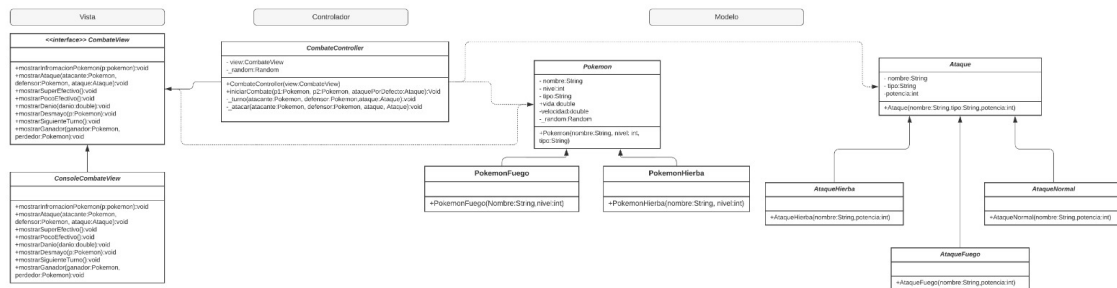 Vista
Controlador
Modelo
<<interface>> CombateView
+mostrarInfromacionPokemon(p:pokemon):void
+mostrarAtaque(atacante:Pokemon,
defensor:Pokemon, ataque:Ataque):void
+mostrarSuperEfectivo():void
+mostrarPocoEfectivo():void
+mostrarDanio(danio:double):void
+mostrarDesmayo(p:Pokemon):void
+mostrarSiguienteTurno():void
+mostrarGanador(ganador:Pokemon,
perdedor:Pokemon):void
ConsoleCombateView
+mostrarInfromacionPokemon(p:pokemon):void
+mostrarAtaque(atacante:Pokemon,
defensor:Pokemon, ataque:Ataque):void
+mostrarSuperEfectivo():void
+mostrarPocoEfectivo():void
+mostrarDanio(danio:double):void
+mostrarDesmayo(p:Pokemon):void
+mostrarSiguienteTurno():void
+mostrarGanador(ganador:Pokemon,
perdedor:Pokemon):void
CombateController
- view:CombateView
-_random:Random
+CombateController(view:CombateView)
+iniciarCombate(p1:Pokemon, p2:Pokemon, ataquePorDefecto:Ataque):Void
-_turno(atacante:Pokemon, defensor:Pokemon,ataque:Ataque):void
-_atacar(atacante:Pokemon, defensor:Pokemon, ataque, Ataque):void
Pokemon
- nombre:String
- nivel:int
- tipo:String
+vida:double
-velocidad:double
-_random:Random
+Pokemon(nombre:String, nivel: int,
tipo:String)
PokemonFuego
+PokemonFuego(Nombre:String,nivel:int)
PokemonHierba
+PokemonHierba(nombre:String, nivel:int)
Ataque
- nombre:String
- tipo:String
-potencia:int
+Ataque(nombre:String,tipo:String,potencia:int)
AtaqueHierba
+AtaqueHierba(nombre:String,potencia:int)
AtaqueNormal
+AtaqueNormal(nombre:String,potencia:int)
AtaqueFuego
+AtaqueFuego(nombre:String,potencia:int)